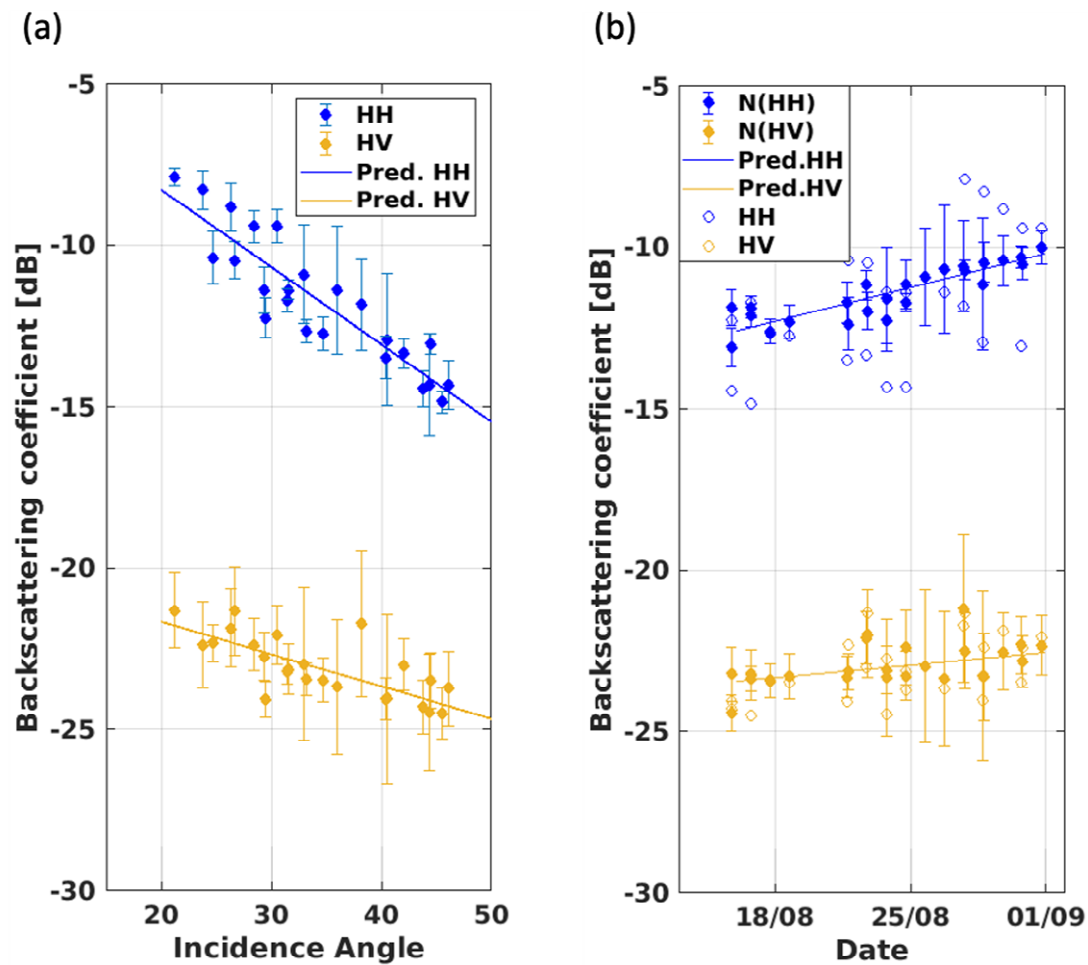 (a)
-5
-10
-15
-20
-25
-30
Backscattering coefficient [dB]
HH
HV
Pred. HH
Pred. HV
20
30
40
50
Incidence Angle
(b)
-5
-10
-15
-20
-25
-30
Backscattering coefficient [dB]
N(HH)
N(HV)
Pred.HH
Pred.HV
HH
HV
18/08
25/08
01/09
Date